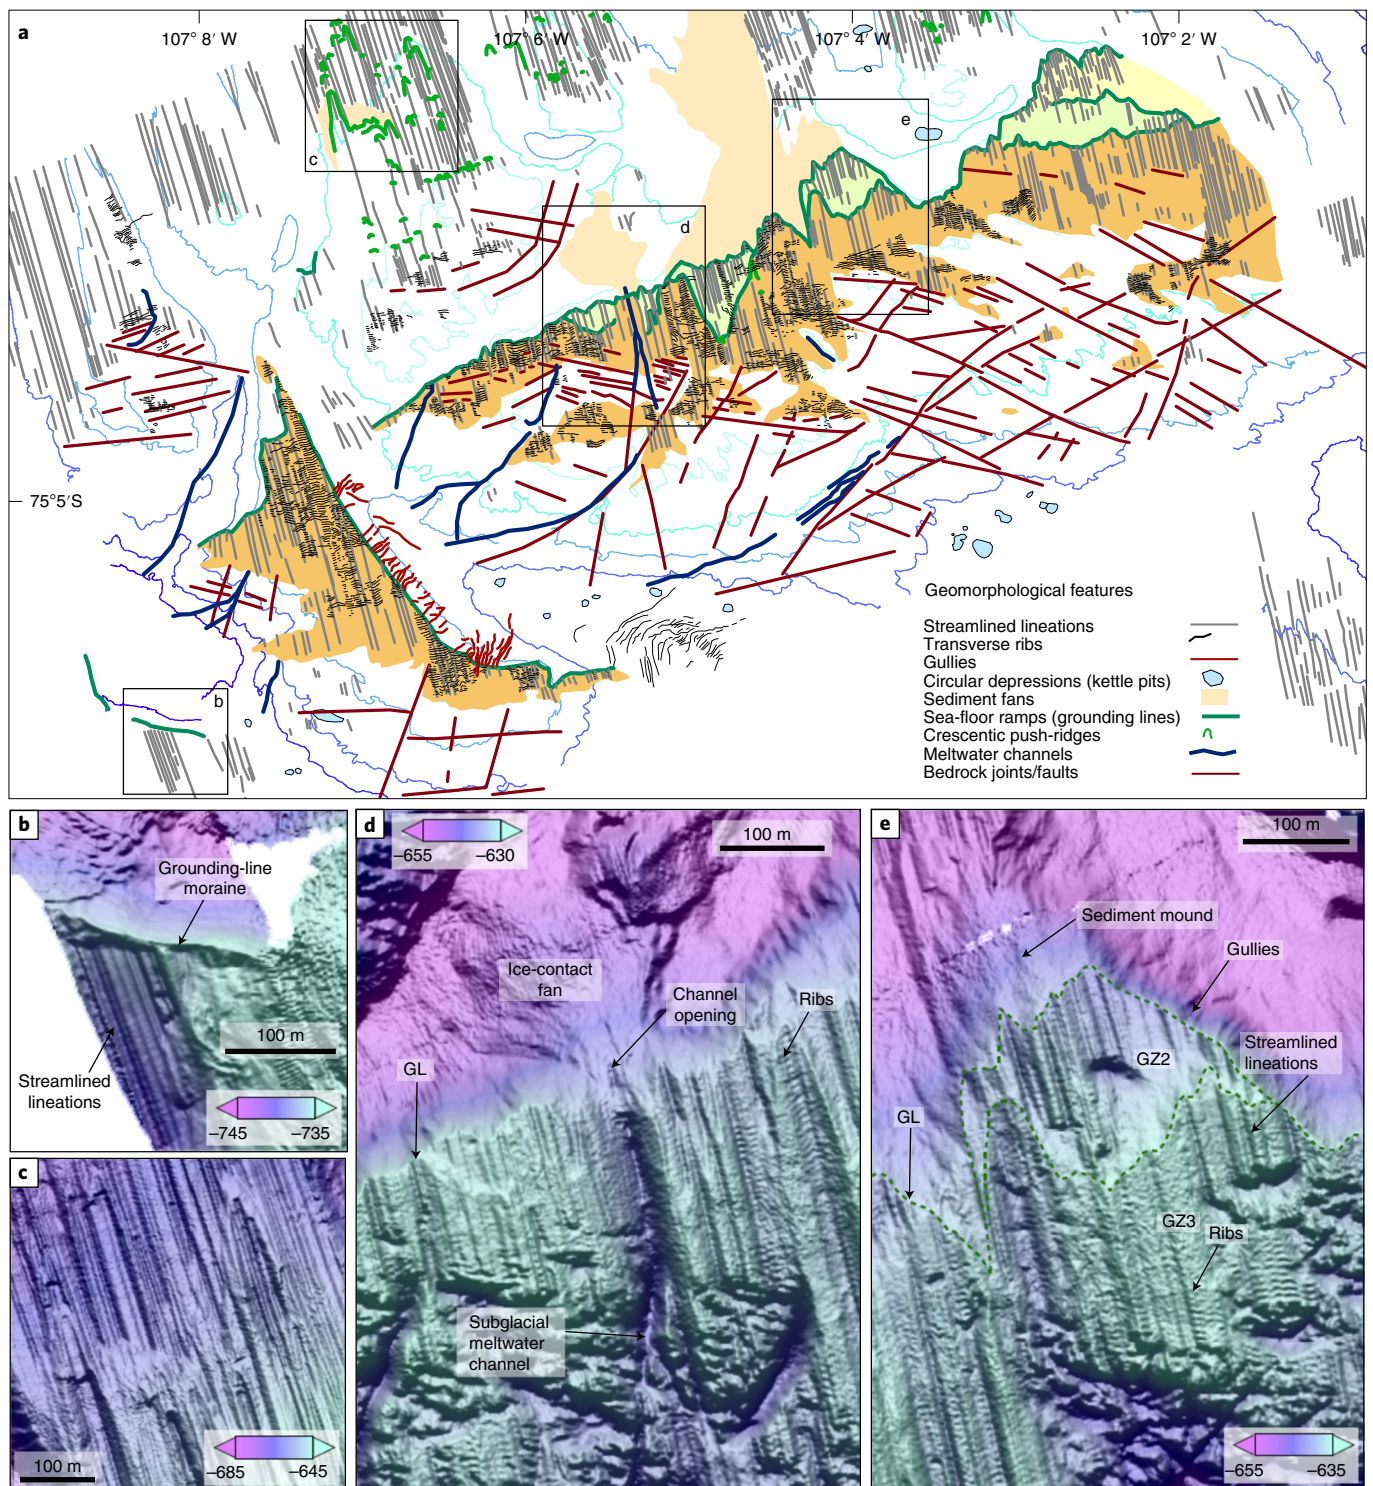 a
107° 8′ W
107° 6′ W
107° 4′ W
107° 2′ W
c
e
d
75°5′S
b
Geomorphological features
Streamlined lineations
Transverse ribs
Gullies
Circular depressions (kettle pits)
Sediment fans
Sea-floor ramps (grounding lines)
Crescentic push-ridges
Meltwater channels
Bedrock joints/faults
b
Grounding-line
moraine
100 m
Streamlined
lineations
–745
–735
c
100 m
–685
–645
d
–655
–630
100 m
Ice-contact
fan
Channel
opening
Ribs
GL
Subglacial
meltwater
channel
e
100 m
Sediment mound
Gullies
Streamlined
lineations
GZ2
GL
GZ3
Ribs
–655
–635